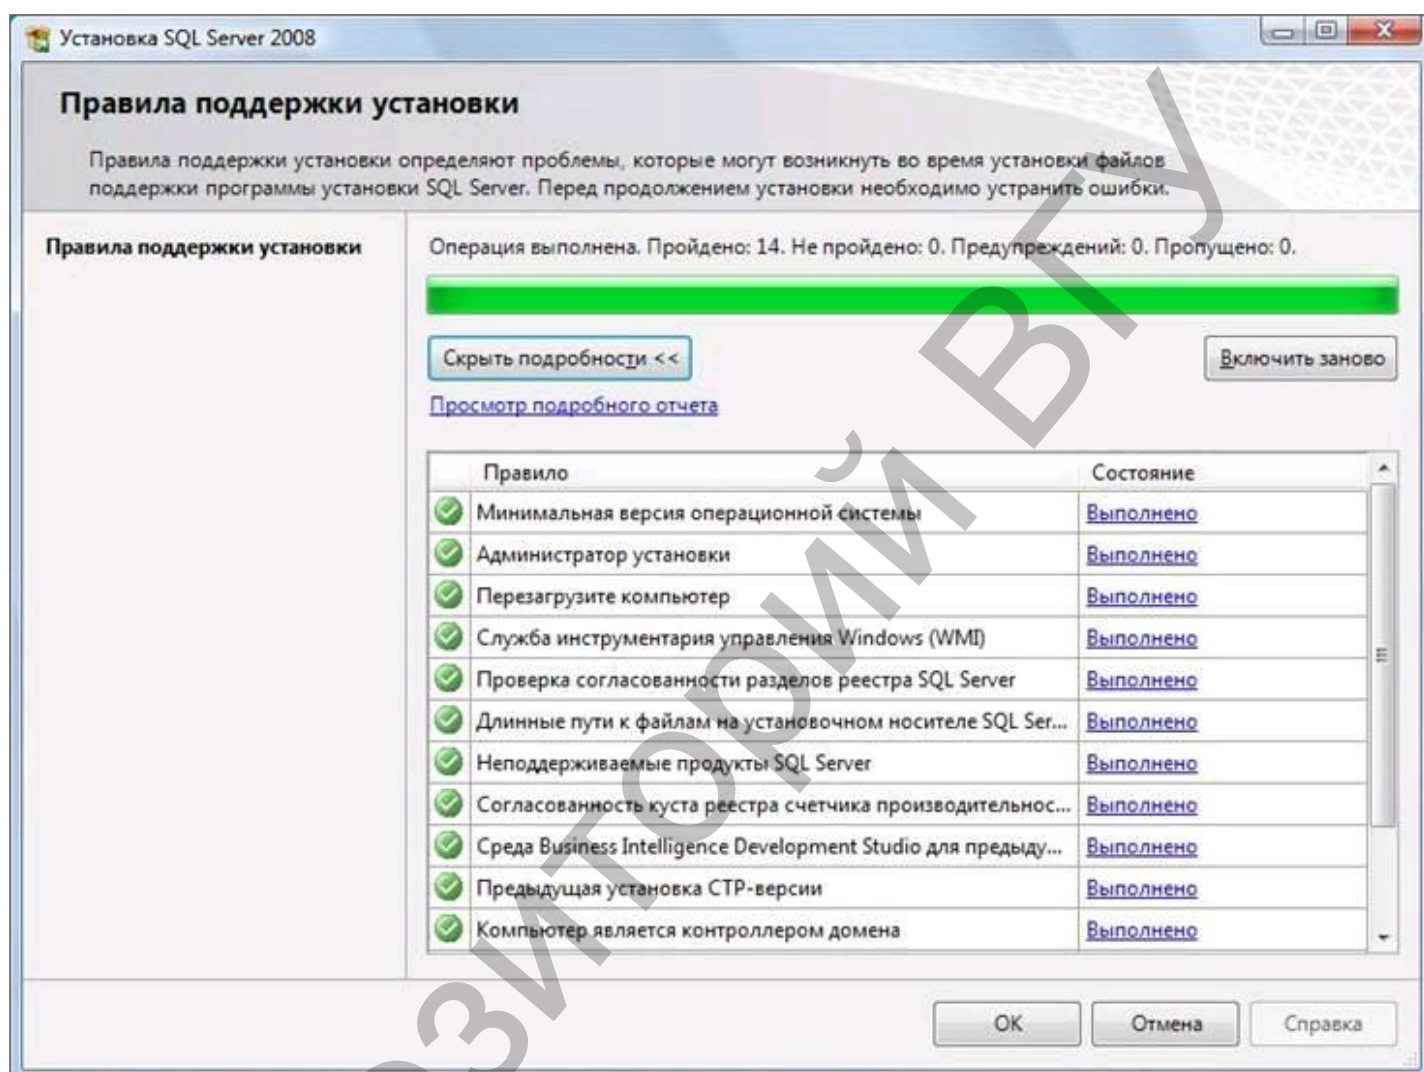 Установка SQL Server 2008
Правила поддержки установки
Правила поддержки установки определяют проблемы, которые могут возникнуть во время установки файлов
поддержки программы установки SQL Server. Перед продолжением установки необходимо устранить ошибки.
Правила поддержки установки
Операция выполнена. Пройдено: 14. Не пройдено: 0. Предупреждений: 0. Пропущено: 0.
Скрыть подробности <<
Включить заново
Просмотр подробного отчета
Правило Состояние
Минимальная версия операционной системы Выполнено
Администратор установки Выполнено
Перезагрузите компьютер Выполнено
Служба инструментария управления Windows (WMI) Выполнено
Проверка согласованности разделов реестра SQL Server Выполнено
Длинные пути к файлам на установочном носителе SQL Ser... Выполнено
Неподдерживаемые продукты SQL Server Выполнено
Согласованность куста реестра счетчика производительнос... Выполнено
Среда Business Intelligence Development Studio для предыду... Выполнено
Предыдущая установка CTP-версии Выполнено
Компьютер является контроллером домена Выполнено
OK Отмена Справка
зиторий ВГУ